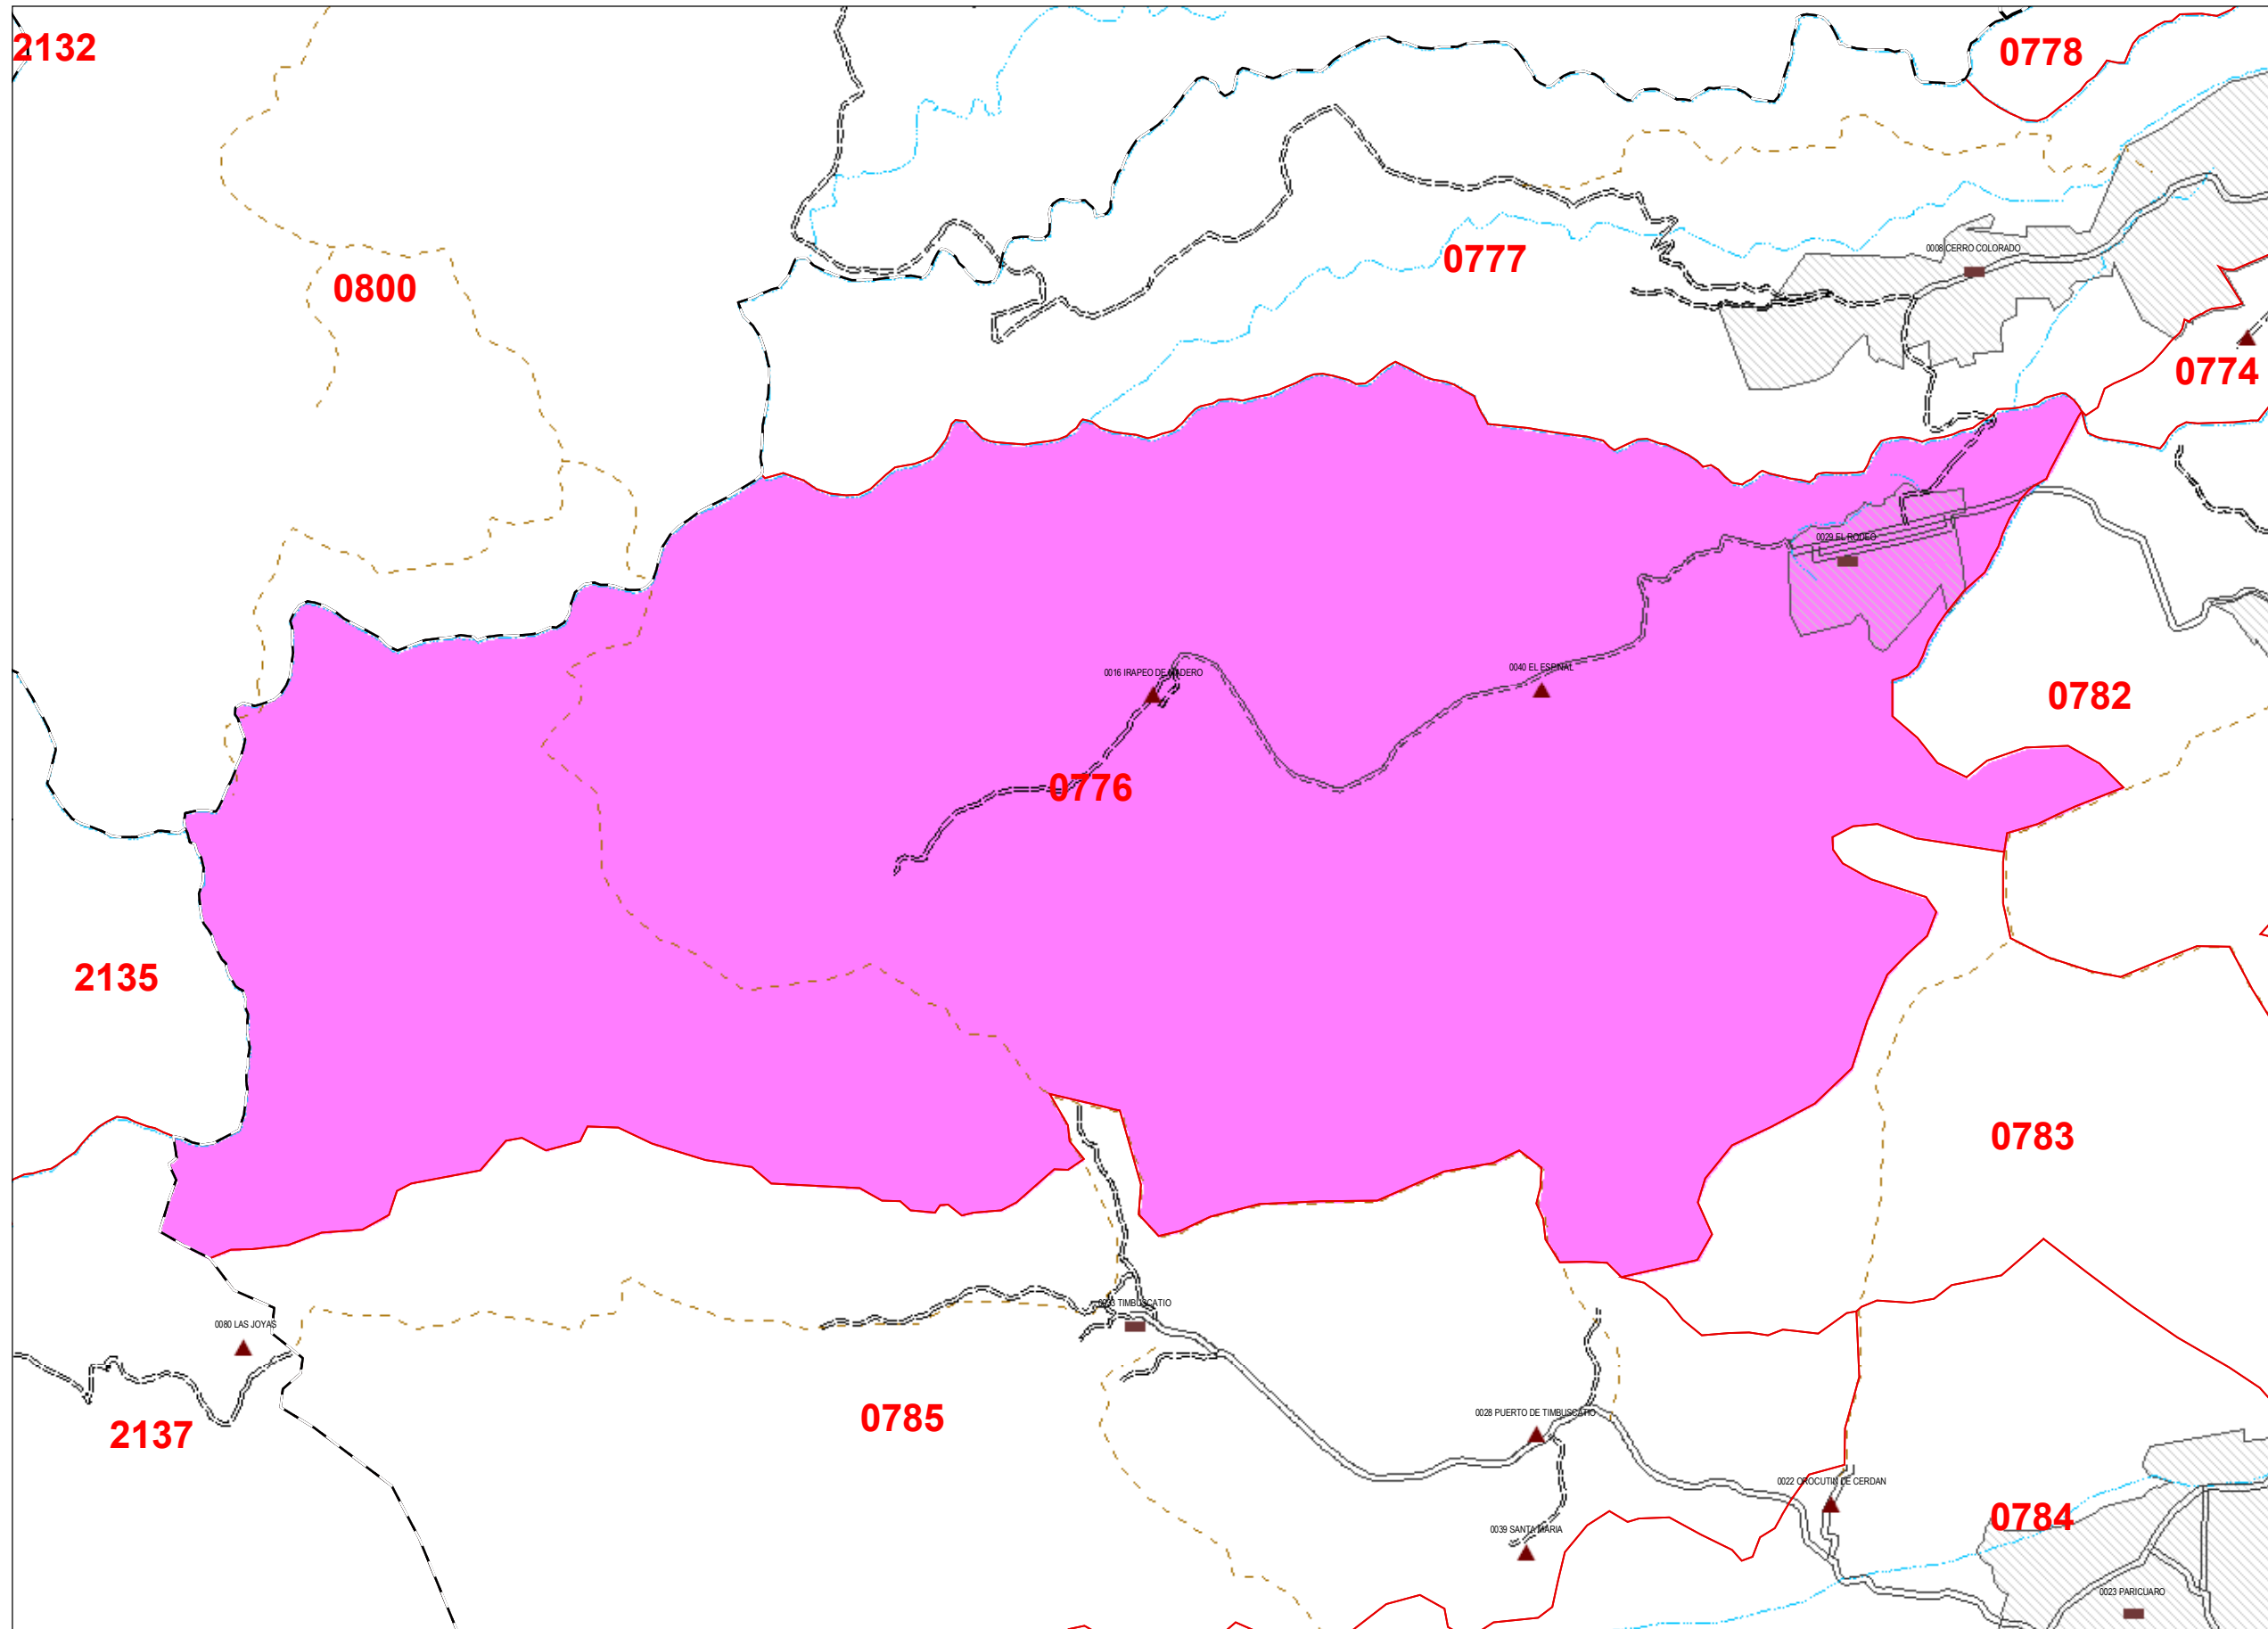 2132
0778
0008 CERRO COLORADO
0777
0800
0774
0029 EL RODEO
0016 IRAPEO DE MADERO
0040 EL ESPINAL
0782
0776
2135
0783
TIMBUSCATIO
0080 LAS JOYAS
0785
0028 PUERTO DE TIMBUSCATIO
2137
0022 OROCUTIN DE CERDAN
0784
0039 SANTA MARIA
0023 PARICUARO